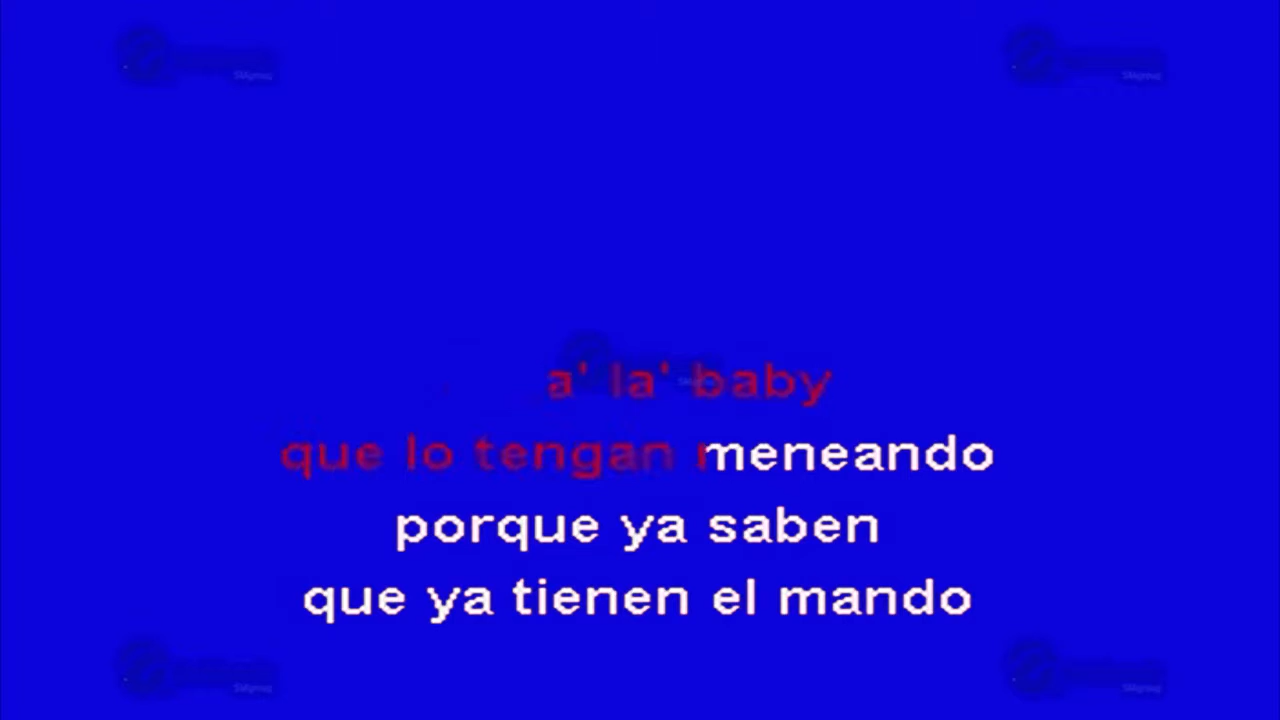 a' la' baby
que lo tengan meneando
porque ya saben
que ya tienen el mando